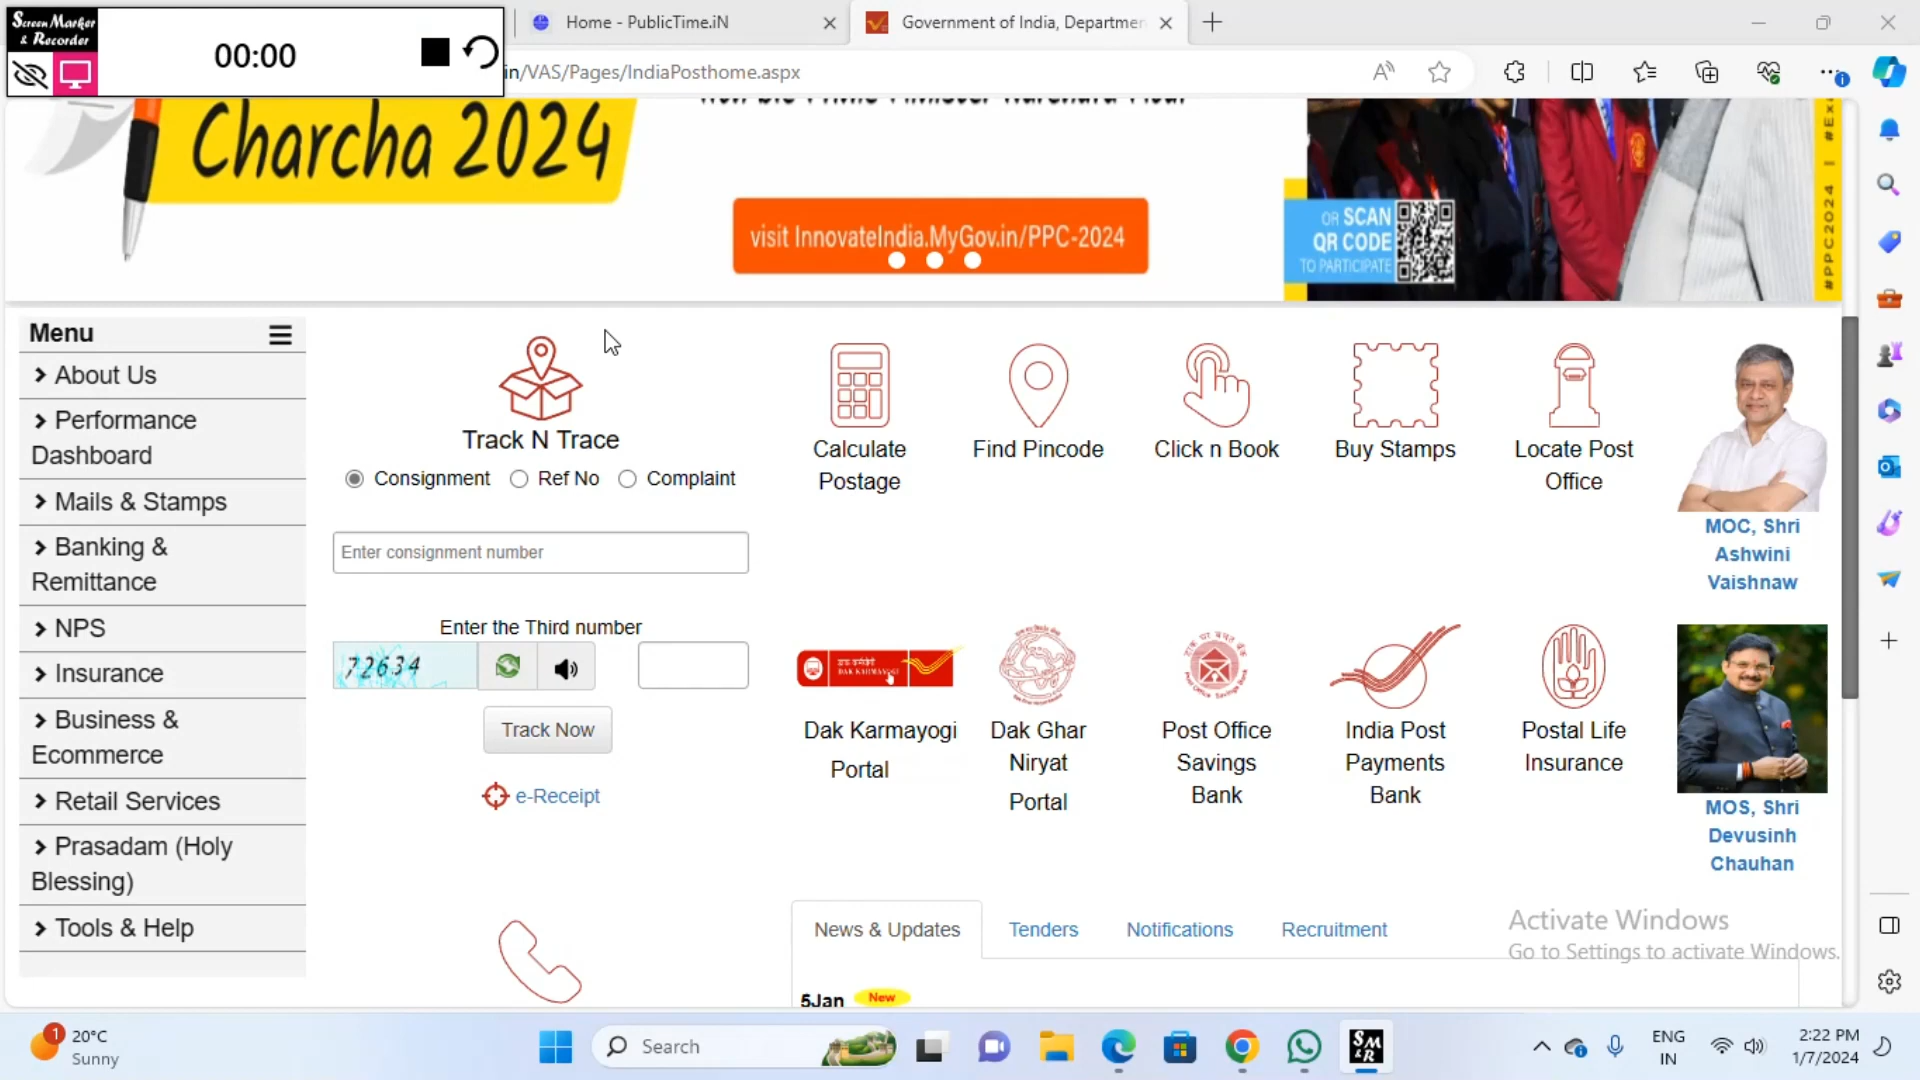 Screen Marker
& Recorder
00:00
Home - PublicTime.iN
Government of India, Departmer
in/VAS/Pages/IndiaPosthome.aspx
Charcha 2024
visit InnovateIndia.MyGov.in/PPC-2024
OR SCAN
QR CODE
TO PARTICIPATE
#PPC2024 | #Exa
Menu
About Us
Performance
Dashboard
Mails & Stamps
Banking &
Remittance
NPS
Insurance
Business &
Ecommerce
Retail Services
Prasadam (Holy
Blessing)
Tools & Help
Track N Trace
Consignment
Ref No
Complaint
Enter consignment number
Enter the Third number
72634
Track Now
e-Receipt
Calculate
Postage
Find Pincode
Click n Book
Buy Stamps
Locate Post
Office
MOC, Shri
Ashwini
Vaishnaw
DAK KARMAYOGI
Dak Karmayogi
Portal
Dak Ghar
Niryat
Portal
Post Office
Savings
Bank
India Post
Payments
Bank
Postal Life
Insurance
MOS, Shri
Devusinh
Chauhan
News & Updates
Tenders
Notifications
Recruitment
5Jan
New
Activate Windows
Go to Settings to activate Windows.
1
20°C
Sunny
Search
SM
&R
ENG
IN
2:22 PM
1/7/2024